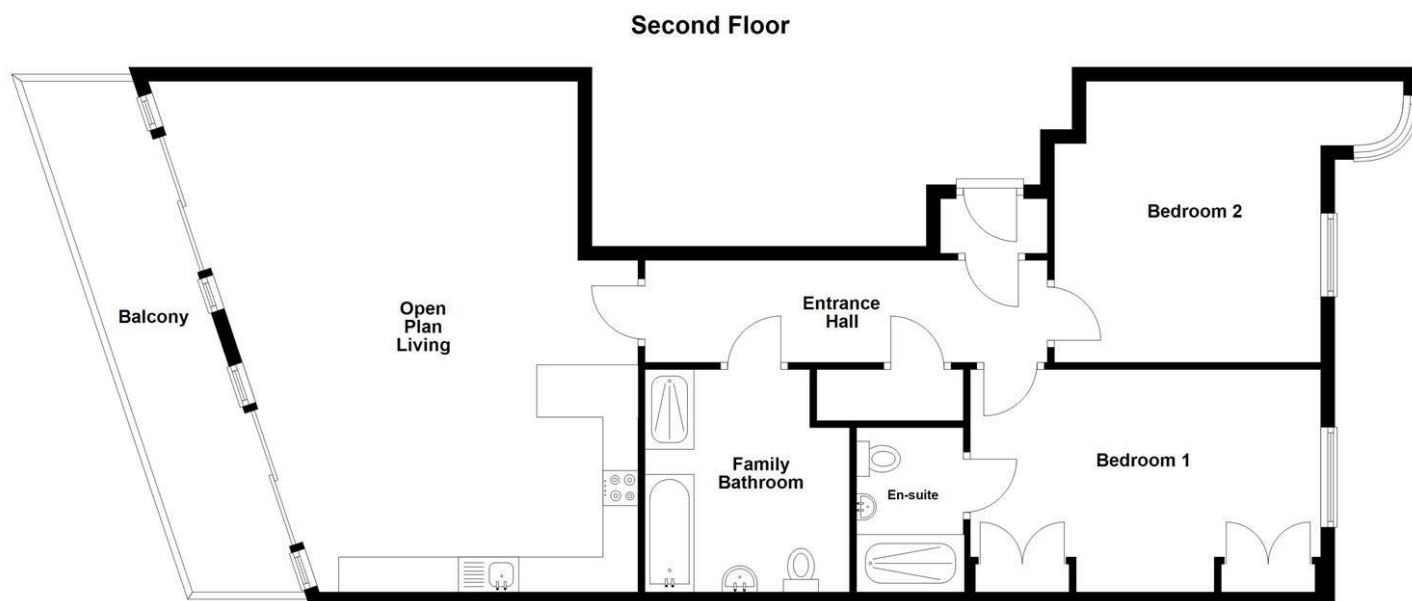 Second Floor
Bedroom 2
Balcony
Open
Plan
Living
Entrance
Hall
Family
Bathroom
En-suite
Bedroom 1